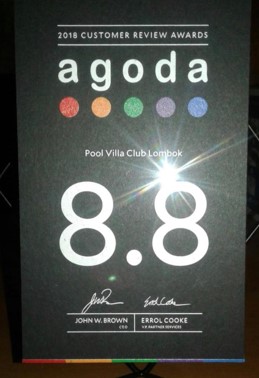 2018 CUSTOMER REVIEW AWARDS
agoda
Pool Villa Club Lombok
8.8
JOHN W. BROWN
CEO
ERROL COOKE
VP, PARTNER SERVICES